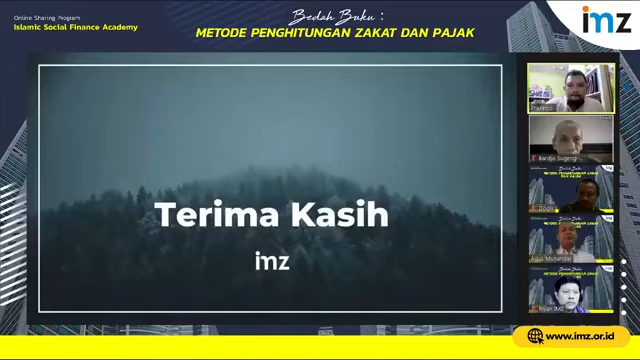 Online Sharing Program
Islamic Social Finance Academy
Bedah Buku :
METODE PENGHITUNGAN ZAKAT DAN PAJAK
imz
Terima Kasih
imz
Bardjo Sugeng
Agus Munandar
www.imz.or.id